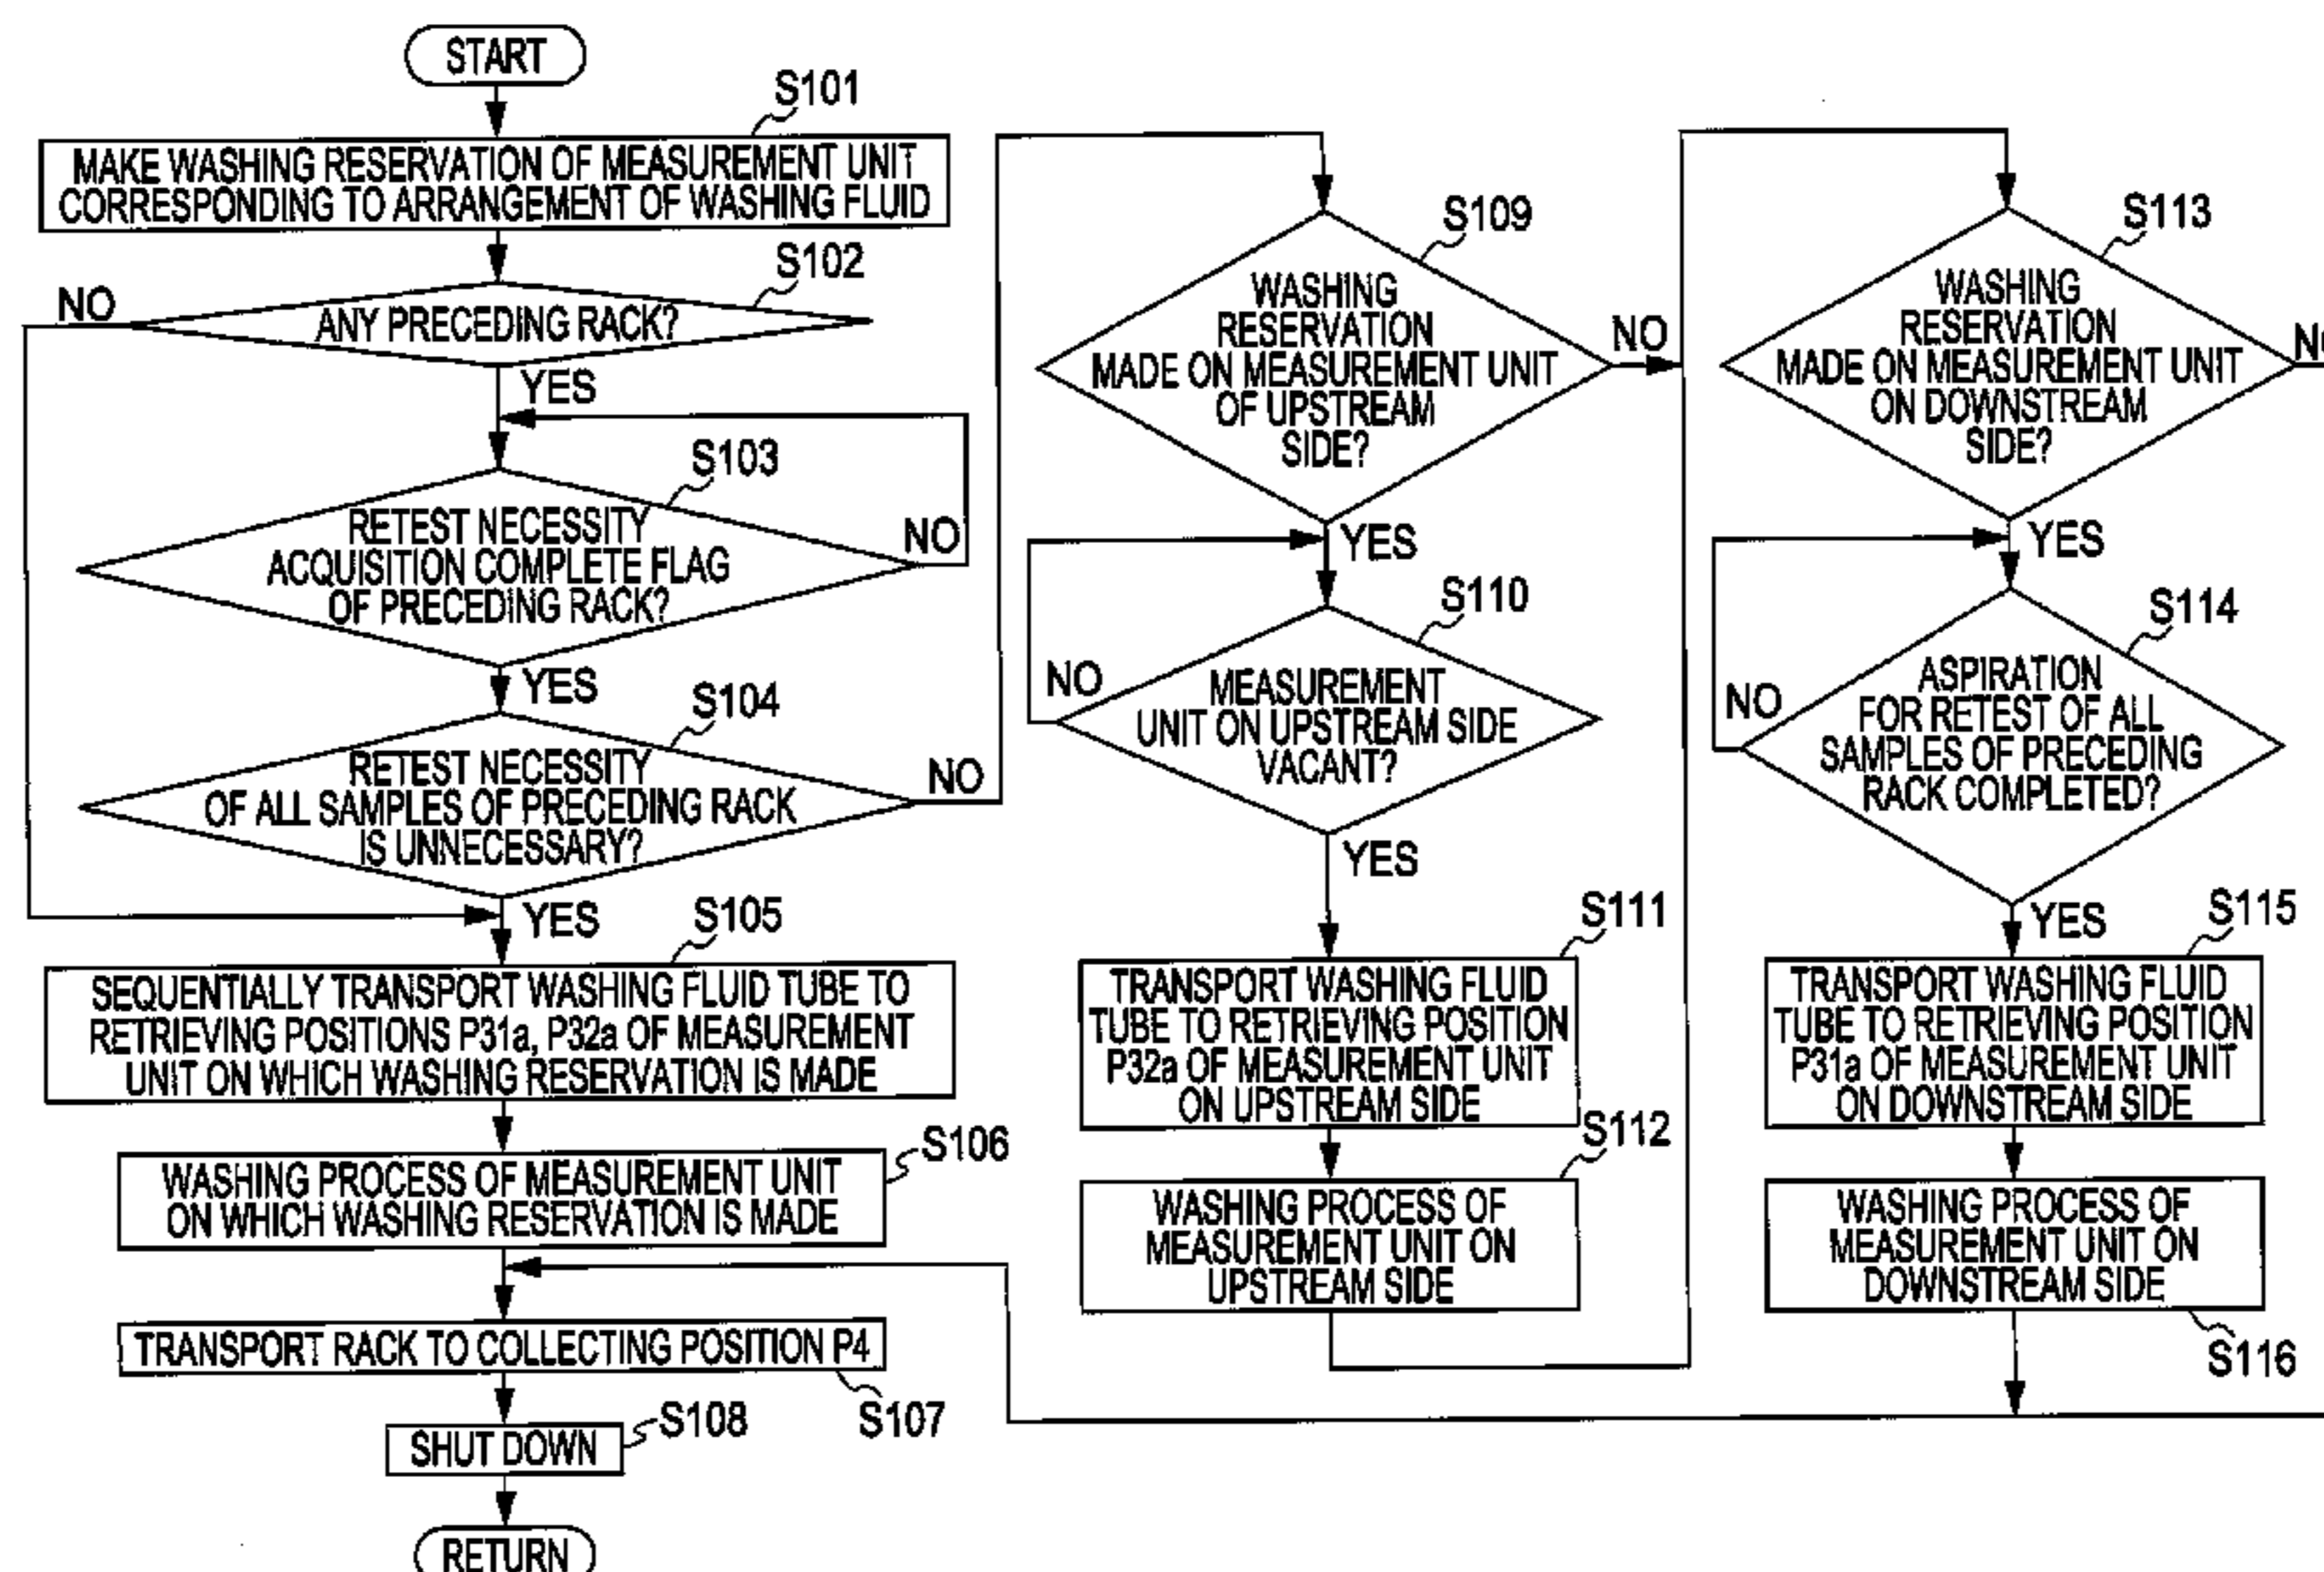 START
S101
MAKE WASHING RESERVATION OF MEASUREMENT UNIT
CORRESPONDING TO ARRANGEMENT OF WASHING FLUID
S102
NO
ANY PRECEDING RACK?
YES
S103
RETEST NECESSITY
ACQUISITION COMPLETE FLAG
OF PRECEDING RACK?
NO
YES
S104
RETEST NECESSITY
OF ALL SAMPLES OF PRECEDING RACK
IS UNNECESSARY?
NO
YES
S105
SEQUENTIALLY TRANSPORT WASHING FLUID TUBE TO
RETRIEVING POSITIONS P31a, P32a OF MEASUREMENT
UNIT ON WHICH WASHING RESERVATION IS MADE
S106
WASHING PROCESS OF MEASUREMENT UNIT
ON WHICH WASHING RESERVATION IS MADE
TRANSPORT RACK TO COLLECTING POSITION P4
S107
SHUT DOWN
S108
RETURN
S109
WASHING
RESERVATION
MADE ON MEASUREMENT UNIT
OF UPSTREAM
SIDE?
NO
YES
S110
NO
MEASUREMENT
UNIT ON UPSTREAM SIDE
VACANT?
YES
S111
TRANSPORT WASHING FLUID
TUBE TO RETRIEVING POSITION
P32a OF MEASUREMENT UNIT
ON UPSTREAM SIDE
S112
WASHING PROCESS OF
MEASUREMENT UNIT ON
UPSTREAM SIDE
S113
WASHING
RESERVATION
MADE ON MEASUREMENT UNIT
ON DOWNSTREAM
SIDE?
YES
S114
NO
ASPIRATION
FOR RETEST OF ALL
SAMPLES OF PRECEDING
RACK COMPLETED?
YES
S115
TRANSPORT WASHING FLUID
TUBE TO RETRIEVING POSITION
P31a OF MEASUREMENT UNIT
ON DOWNSTREAM SIDE
WASHING PROCESS OF
MEASUREMENT UNIT ON
DOWNSTREAM SIDE
S116